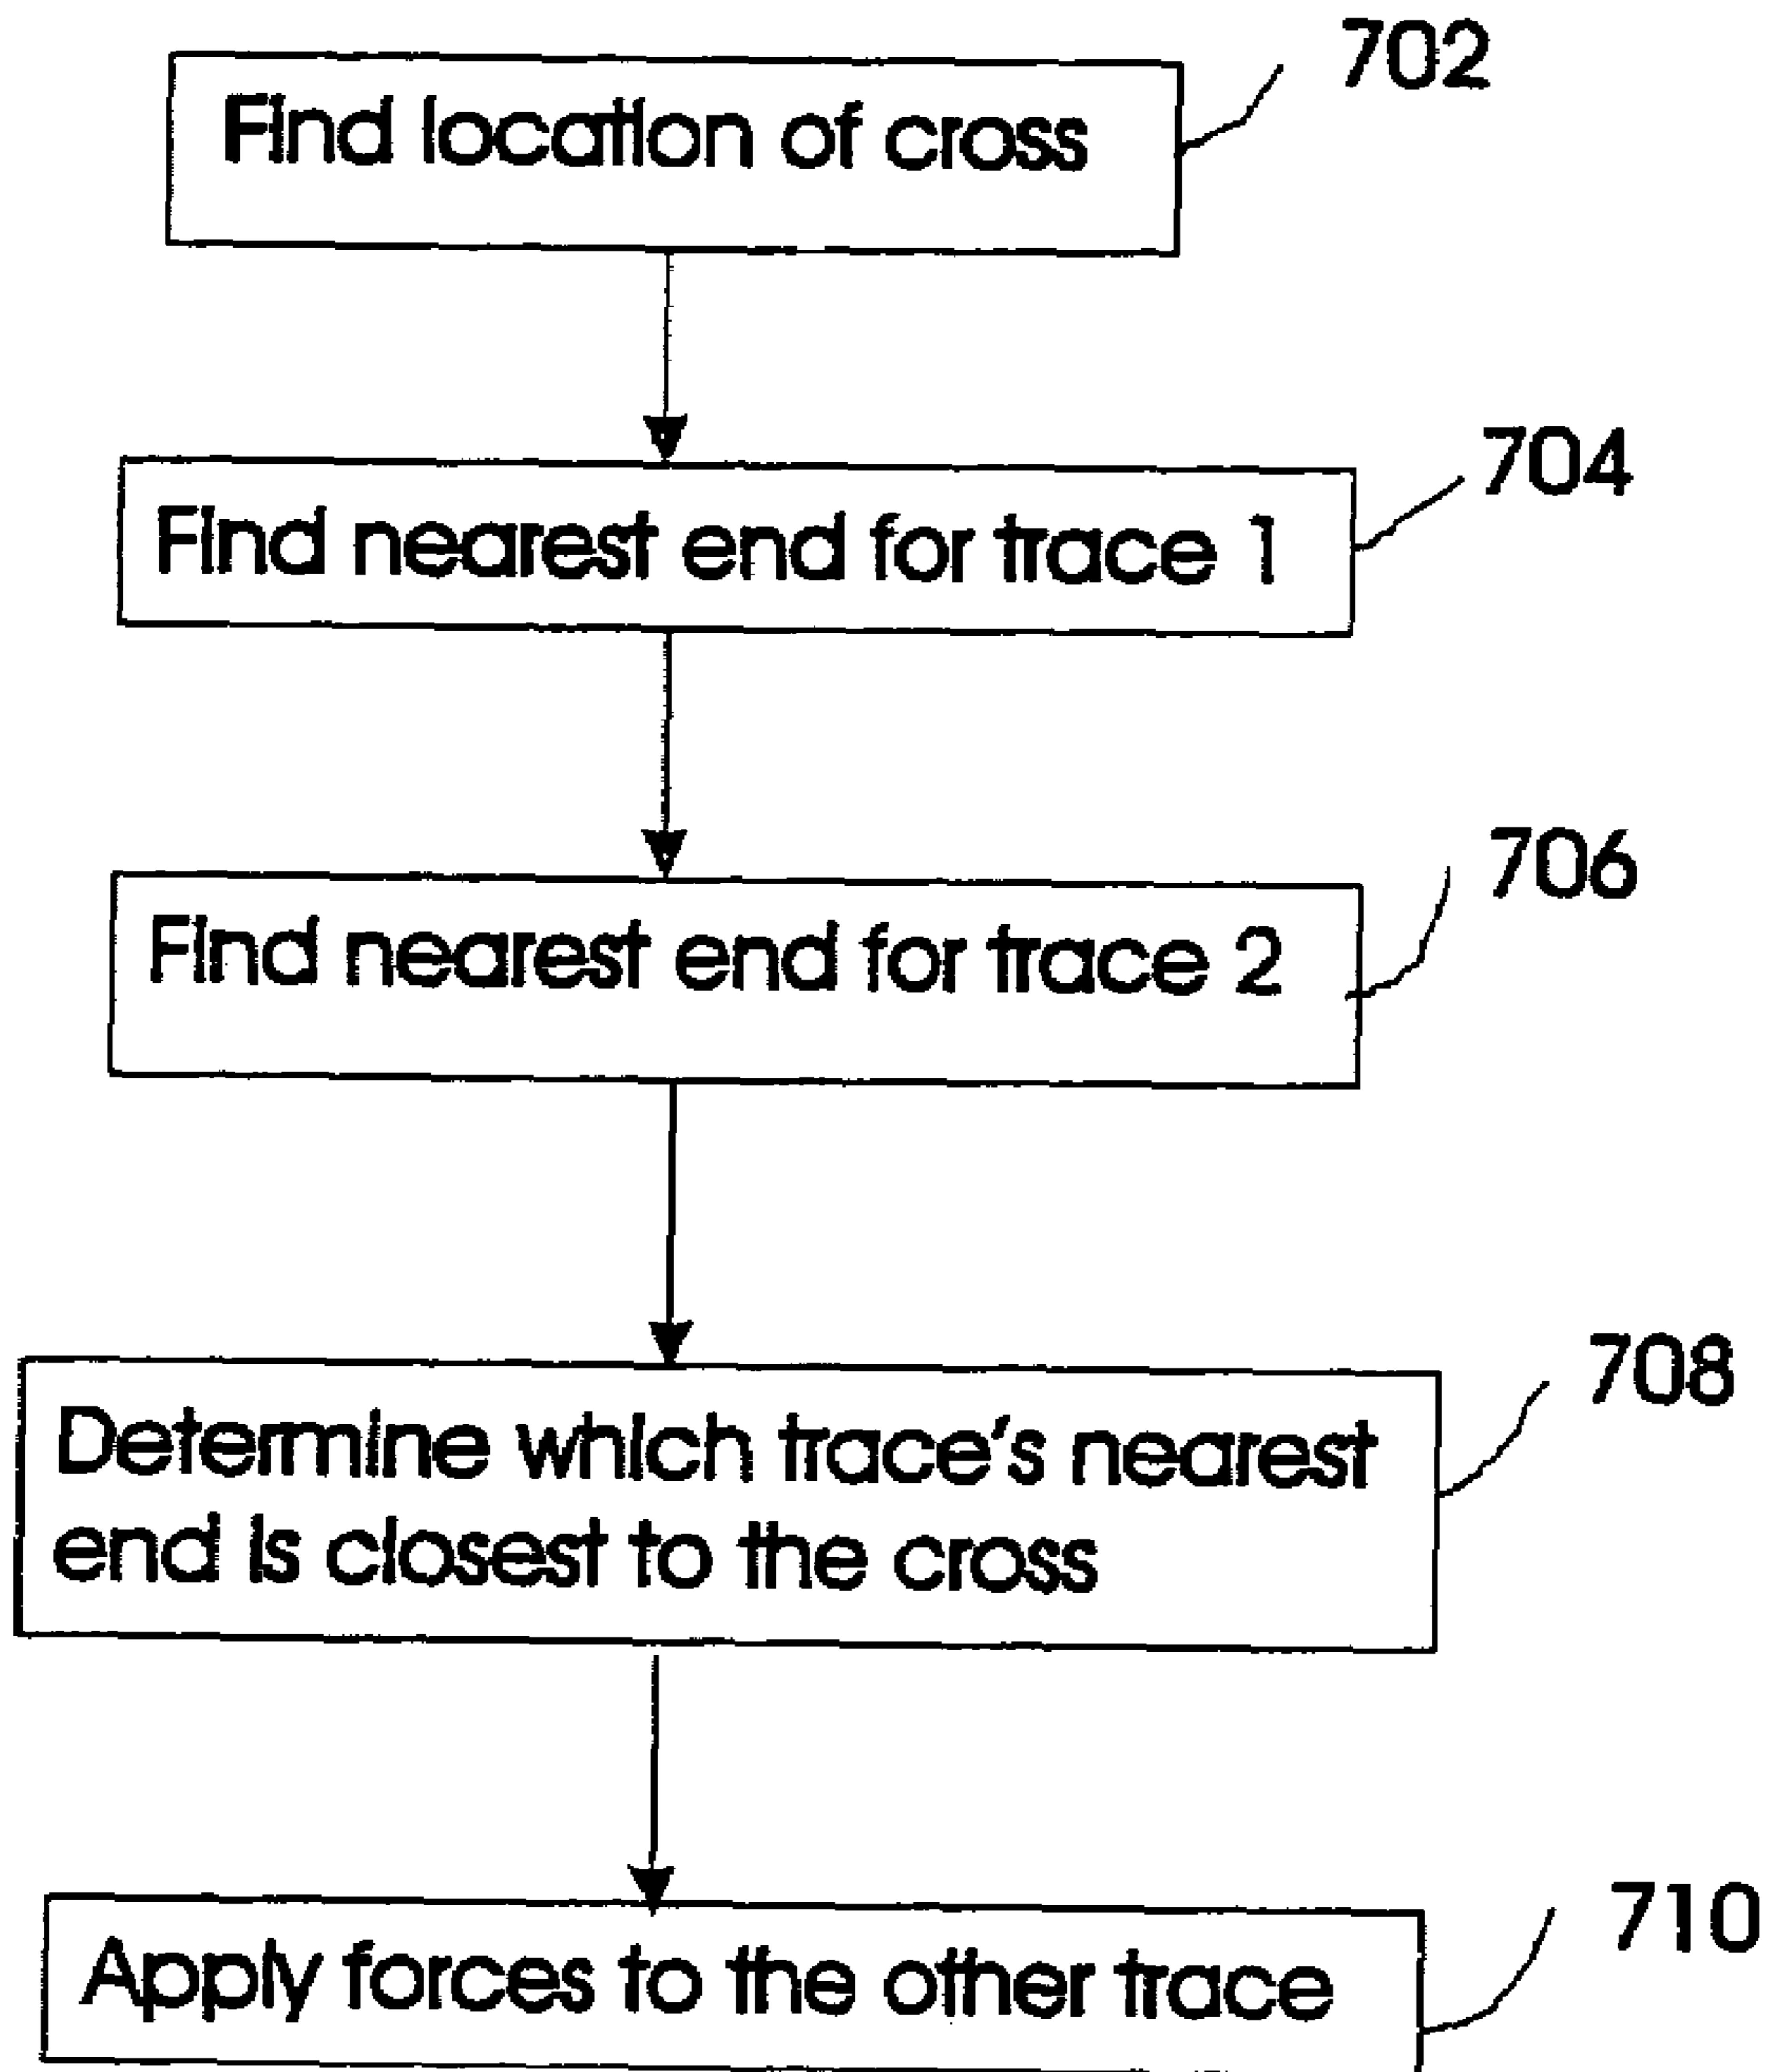 702
Find location of cross
704
Find nearest end for trace 1
706
Find nearest end for trace 2
708
Determine which trace's nearest
end is closest to the cross
710
Apply forces to the other trace